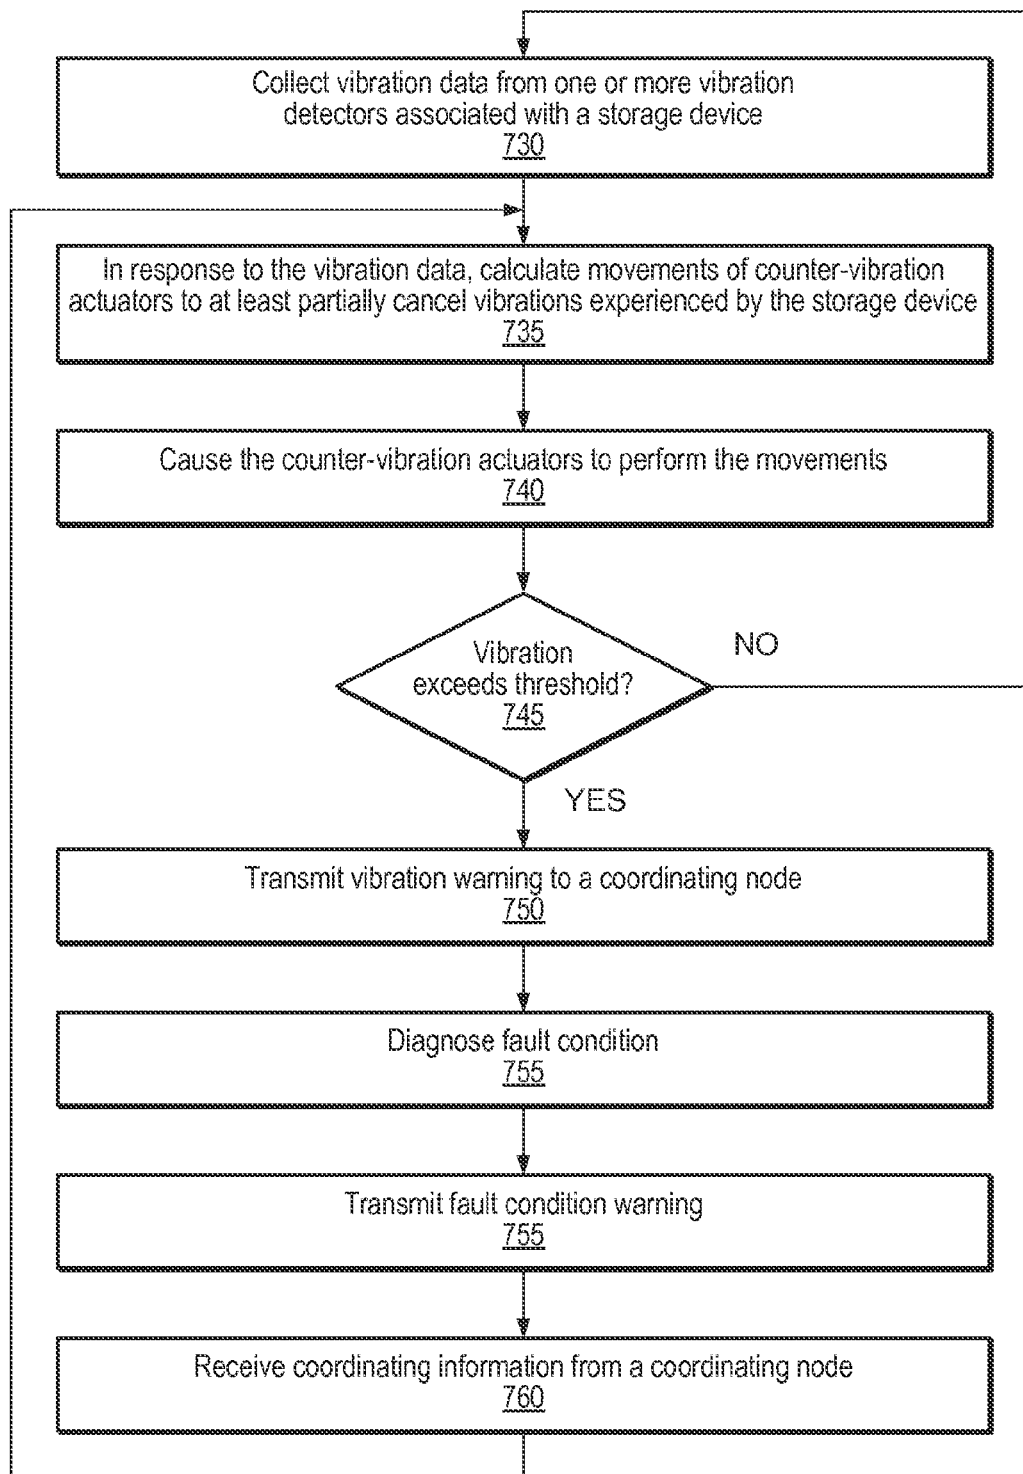 Collect vibration data from one or more vibration
detectors associated with a storage device
730
In response to the vibration data, calculate movements of counter-vibration
actuators to at least partially cancel vibrations experienced by the storage device
735
Cause the counter-vibration actuators to perform the movements
740
Vibration
exceeds threshold?
745
NO
YES
Transmit vibration warning to a coordinating node
750
Diagnose fault condition
755
Transmit fault condition warning
755
Receive coordinating information from a coordinating node
760